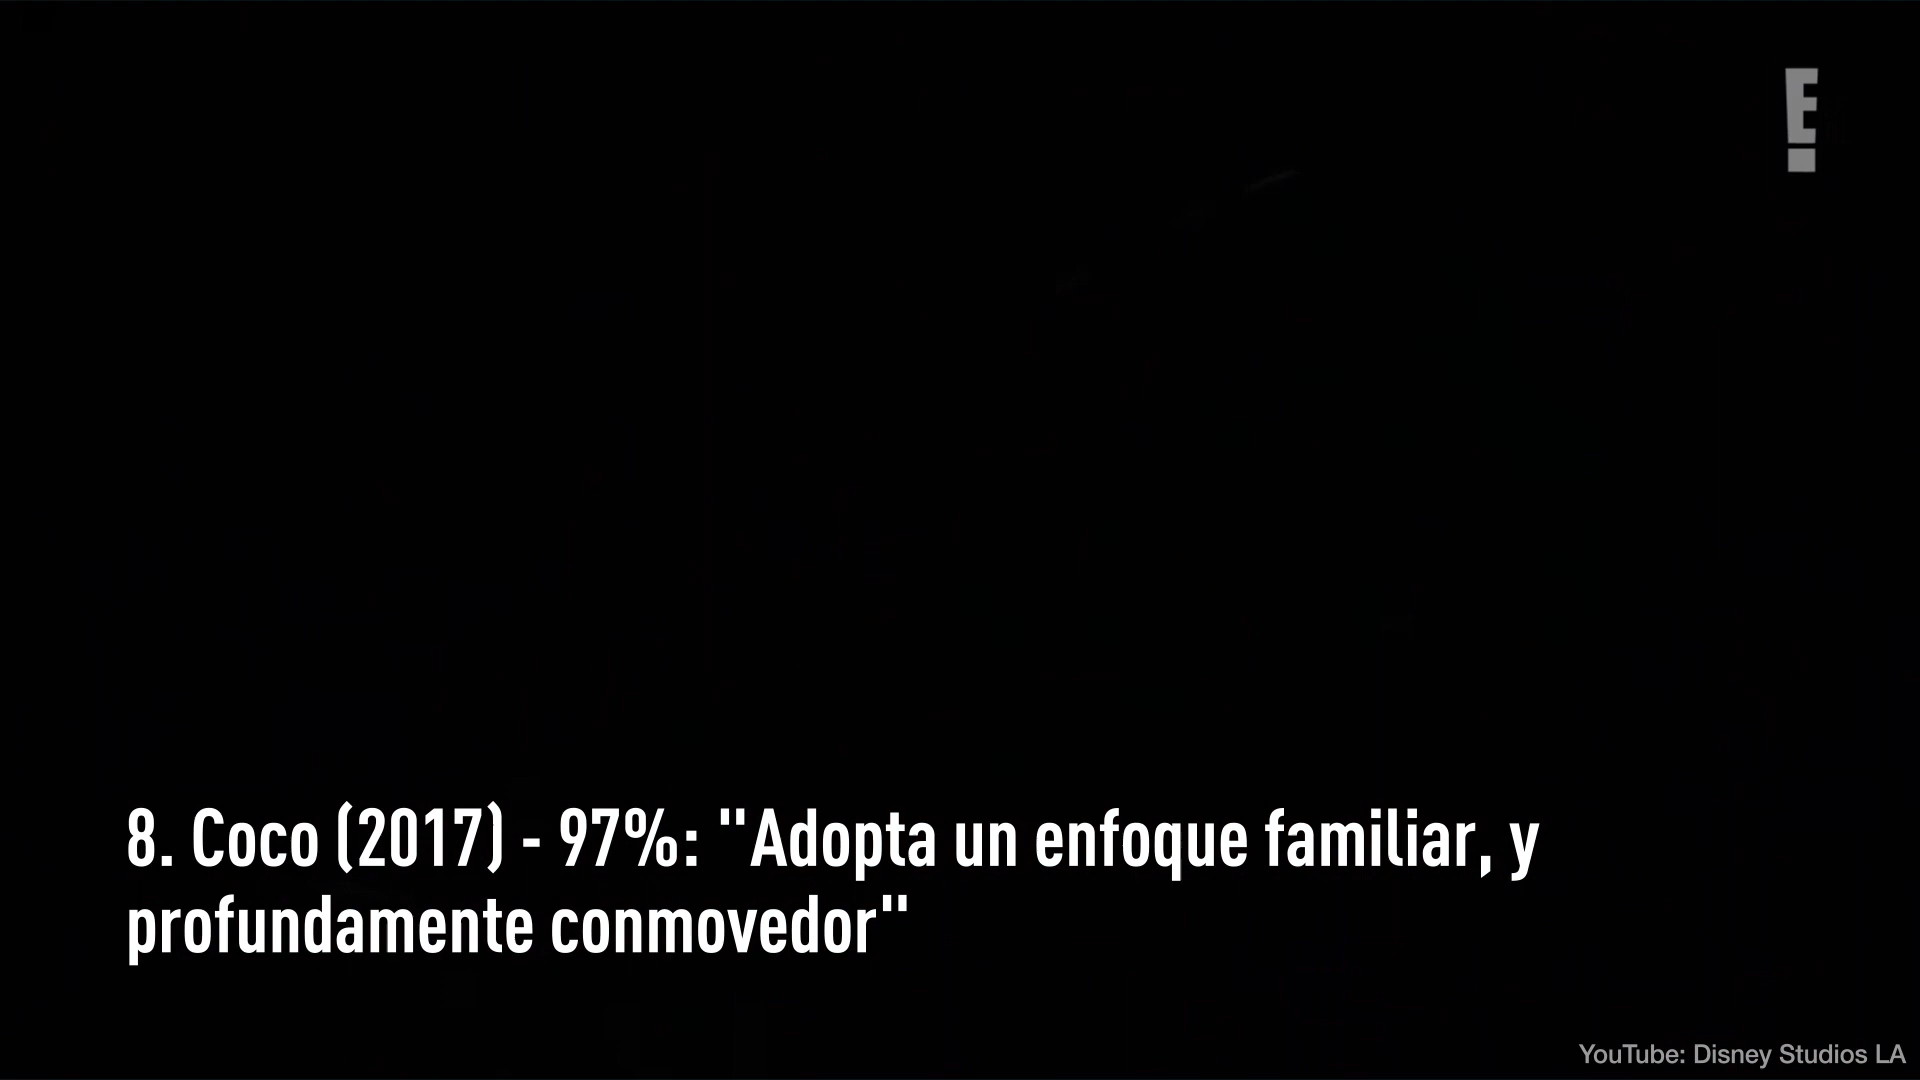 E!
8. Coco (2017) - 97%: "Adopta un enfoque familiar, y
profundamente conmovedor"
YouTube: Disney Studios LA